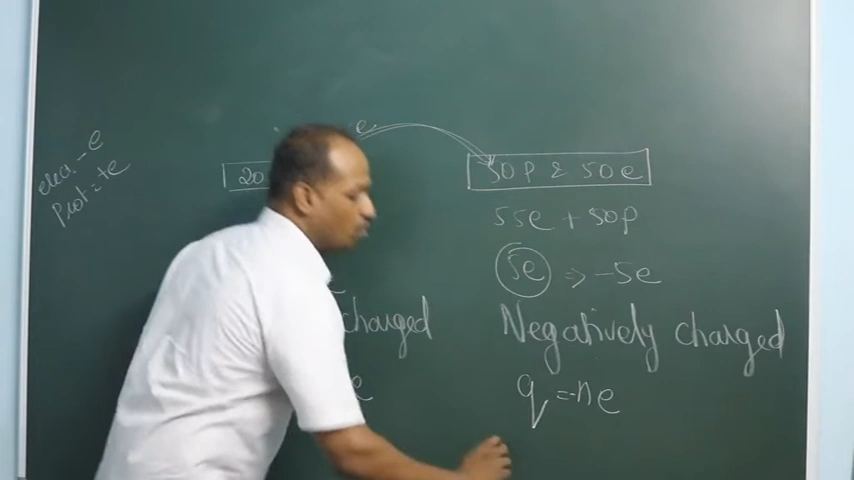 elec. = -e
Prot = +e
e
20
50 p & 50 e
55e + 50p
5e => -5e
charged
Negatively charged
e
q = -ne